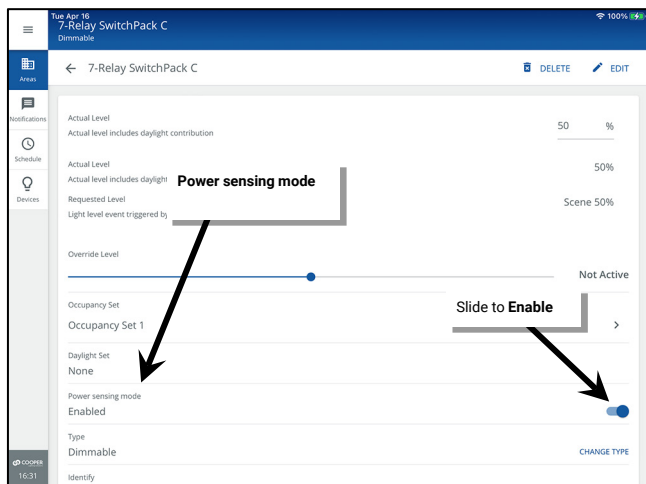 Tue Apr 16
100%
7-Relay SwitchPack C
Dimmable
Areas
7-Relay SwitchPack C
DELETE
EDIT
Notifications
Schedule
Devices
Actual Level
Actual level includes daylight contribution
50 %
Actual Level
Actual level includes dayligh
50%
Power sensing mode
Requested Level
Light level event triggered by
Scene 50%
Override Level
Not Active
Occupancy Set
Occupancy Set 1
Slide to Enable
Daylight Set
None
Power sensing mode
Enabled
Type
Dimmable
CHANGE TYPE
COOPER
16:31
Identify